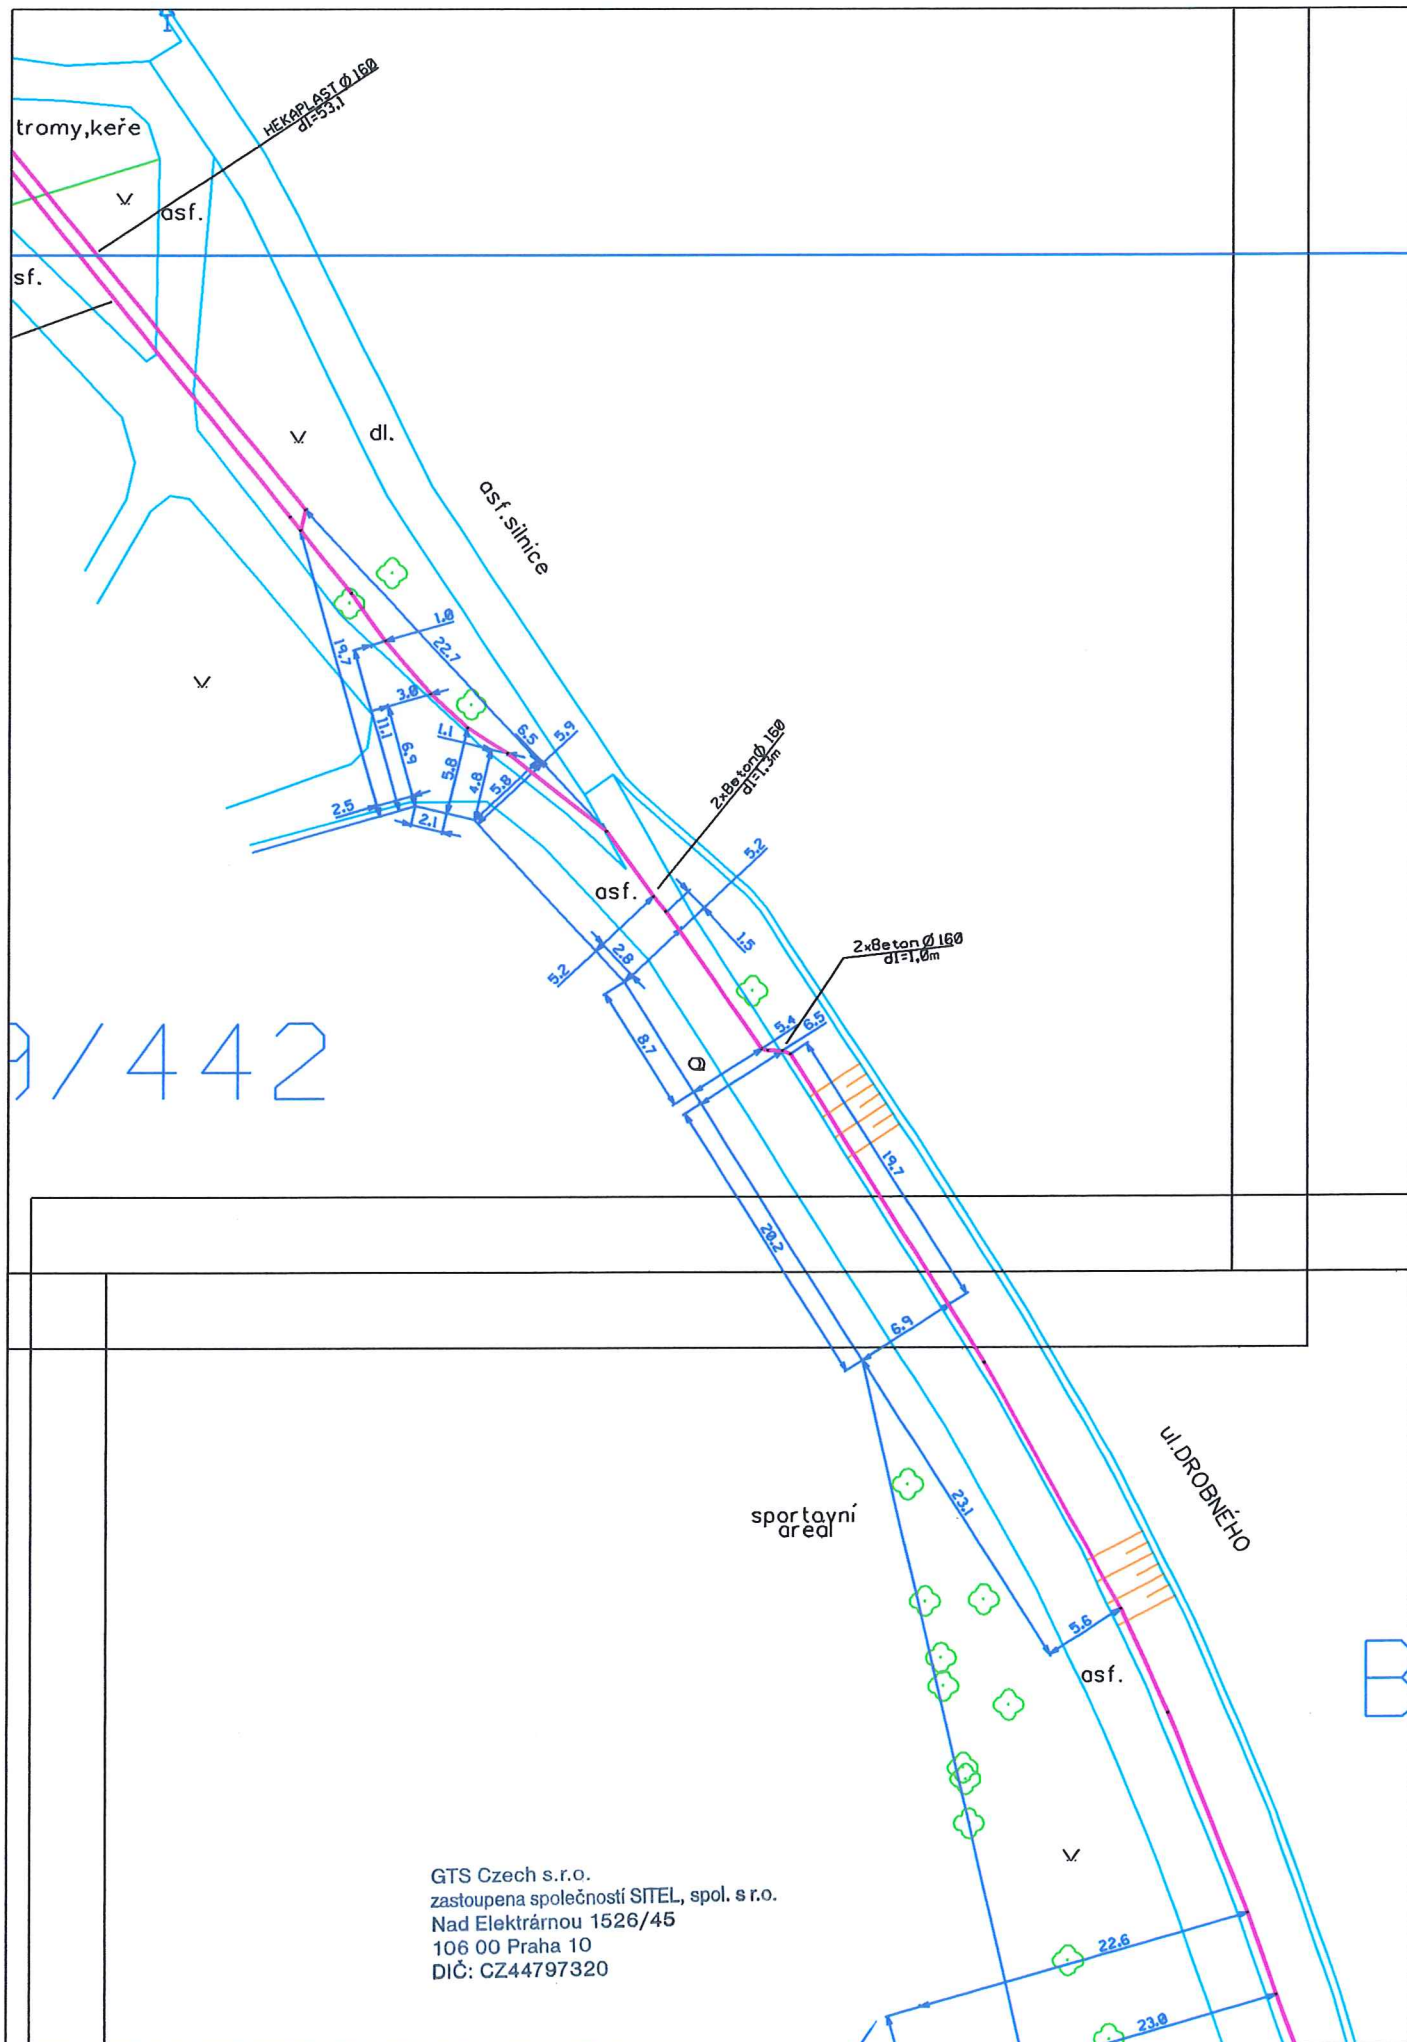 HEKAPLAST Ø 160
dl=53,1
tromy,keře
asf.
sf.
dl.
asf.silnice
1.0
22.7
19.7
3.0
11.1
6.9
1.1
6.5
5.9
5.8
4.8
5.8
2.5
2.1
2xBeton Ø 160
dl=1.3m
5.2
asf.
1.5
2.8
5.2
2xBeton Ø 160
dl=1,0m
5.4
6.5
8.7
9/442
19.7
20.2
6.9
ul.DROBNÉHO
23.1
sportovní
areál
5.6
asf.
B
GTS Czech s.r.o.
zastoupena společností SITEL, spol. s r.o.
Nad Elektrárnou 1526/45
106 00 Praha 10
DIČ: CZ44797320
22.6
23.0